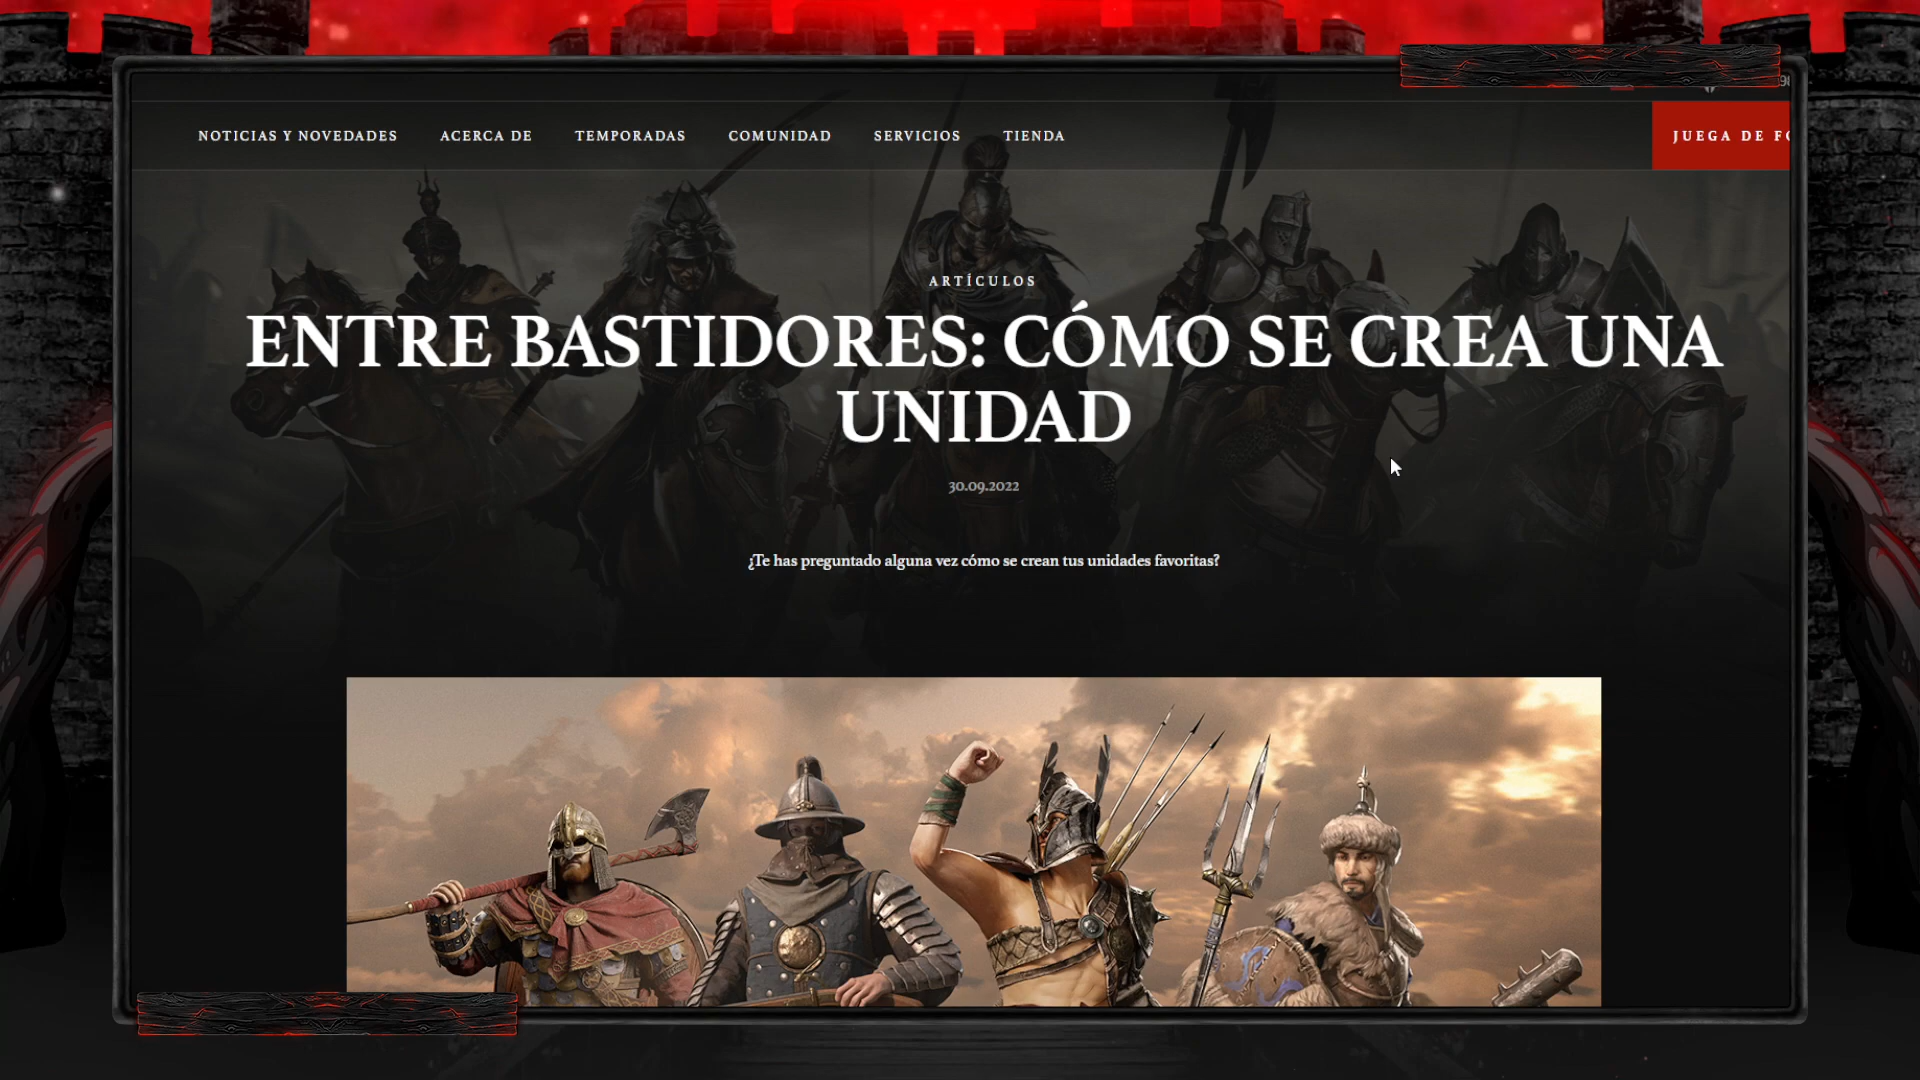 NOTICIAS Y NOVEDADES ACERCA DE TEMPORADAS COMUNIDAD SERVICIOS TIENDA
JUEGA DE
ARTÍCULOS
ENTRE BASTIDORES: CÓMO SE CREA UNA
UNIDAD
30.09.2022
¿Te has preguntado alguna vez cómo se crean tus unidades favoritas?